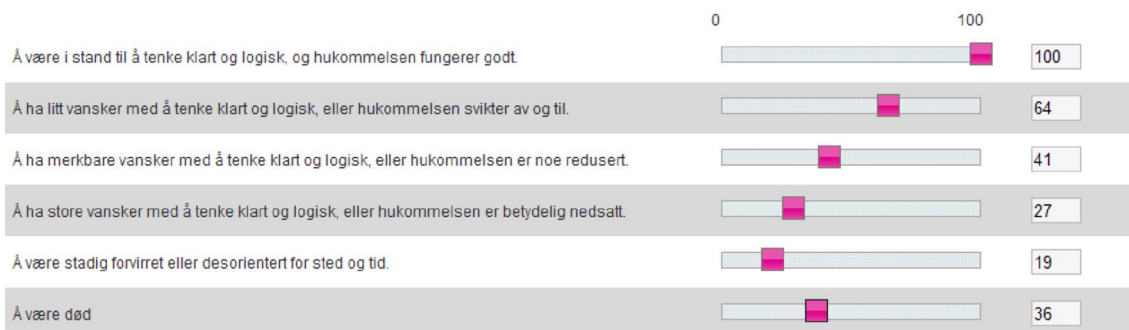 0 100
Å være i stand til å tenke klart og logisk, og hukommelsen fungerer godt. 100
Å ha litt vansker med å tenke klart og logisk, eller hukommelsen svikter av og til. 64
Å ha merkbare vansker med å tenke klart og logisk, eller hukommelsen er noe redusert. 41
Å ha store vansker med å tenke klart og logisk, eller hukommelsen er betydelig nedsatt. 27
Å være stadig forvirret eller desorientert for sted og tid. 19
Å være død 36